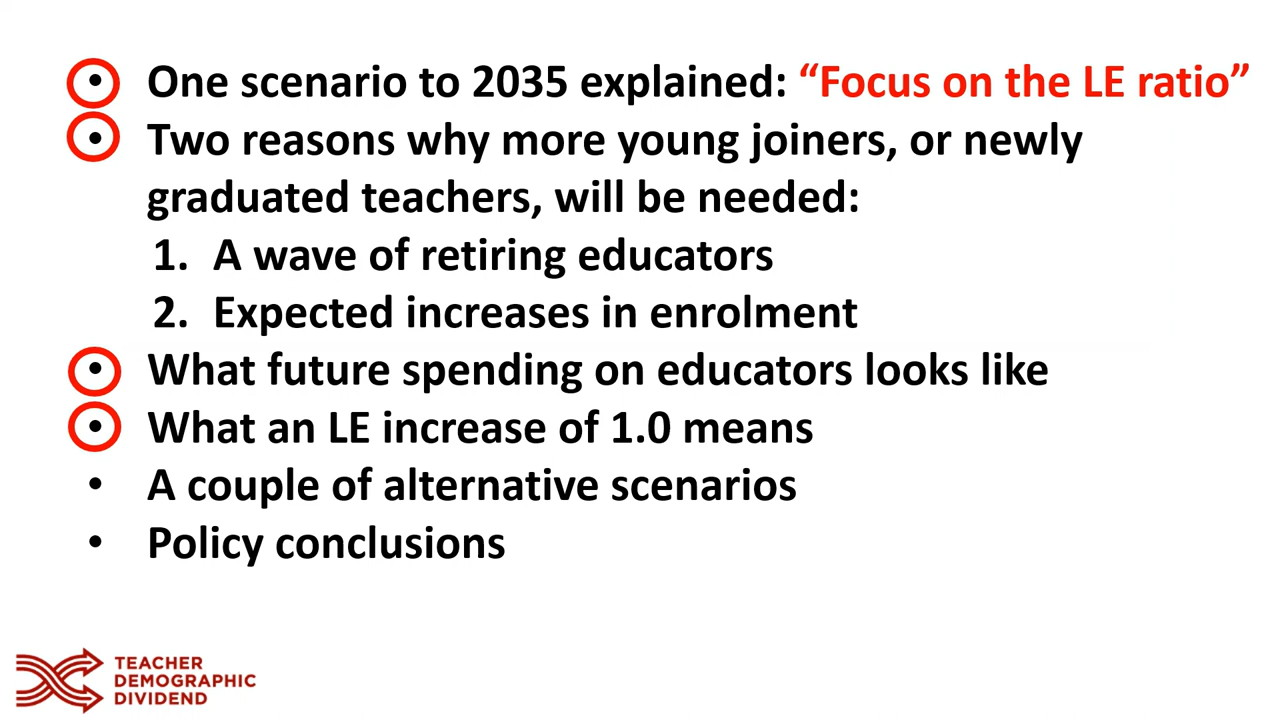 • One scenario to 2035 explained: “Focus on the LE ratio”
• Two reasons why more young joiners, or newly
graduated teachers, will be needed:
1. A wave of retiring educators
2. Expected increases in enrolment
• What future spending on educators looks like
• What an LE increase of 1.0 means
• A couple of alternative scenarios
• Policy conclusions
TEACHER
DEMOGRAPHIC
DIVIDEND